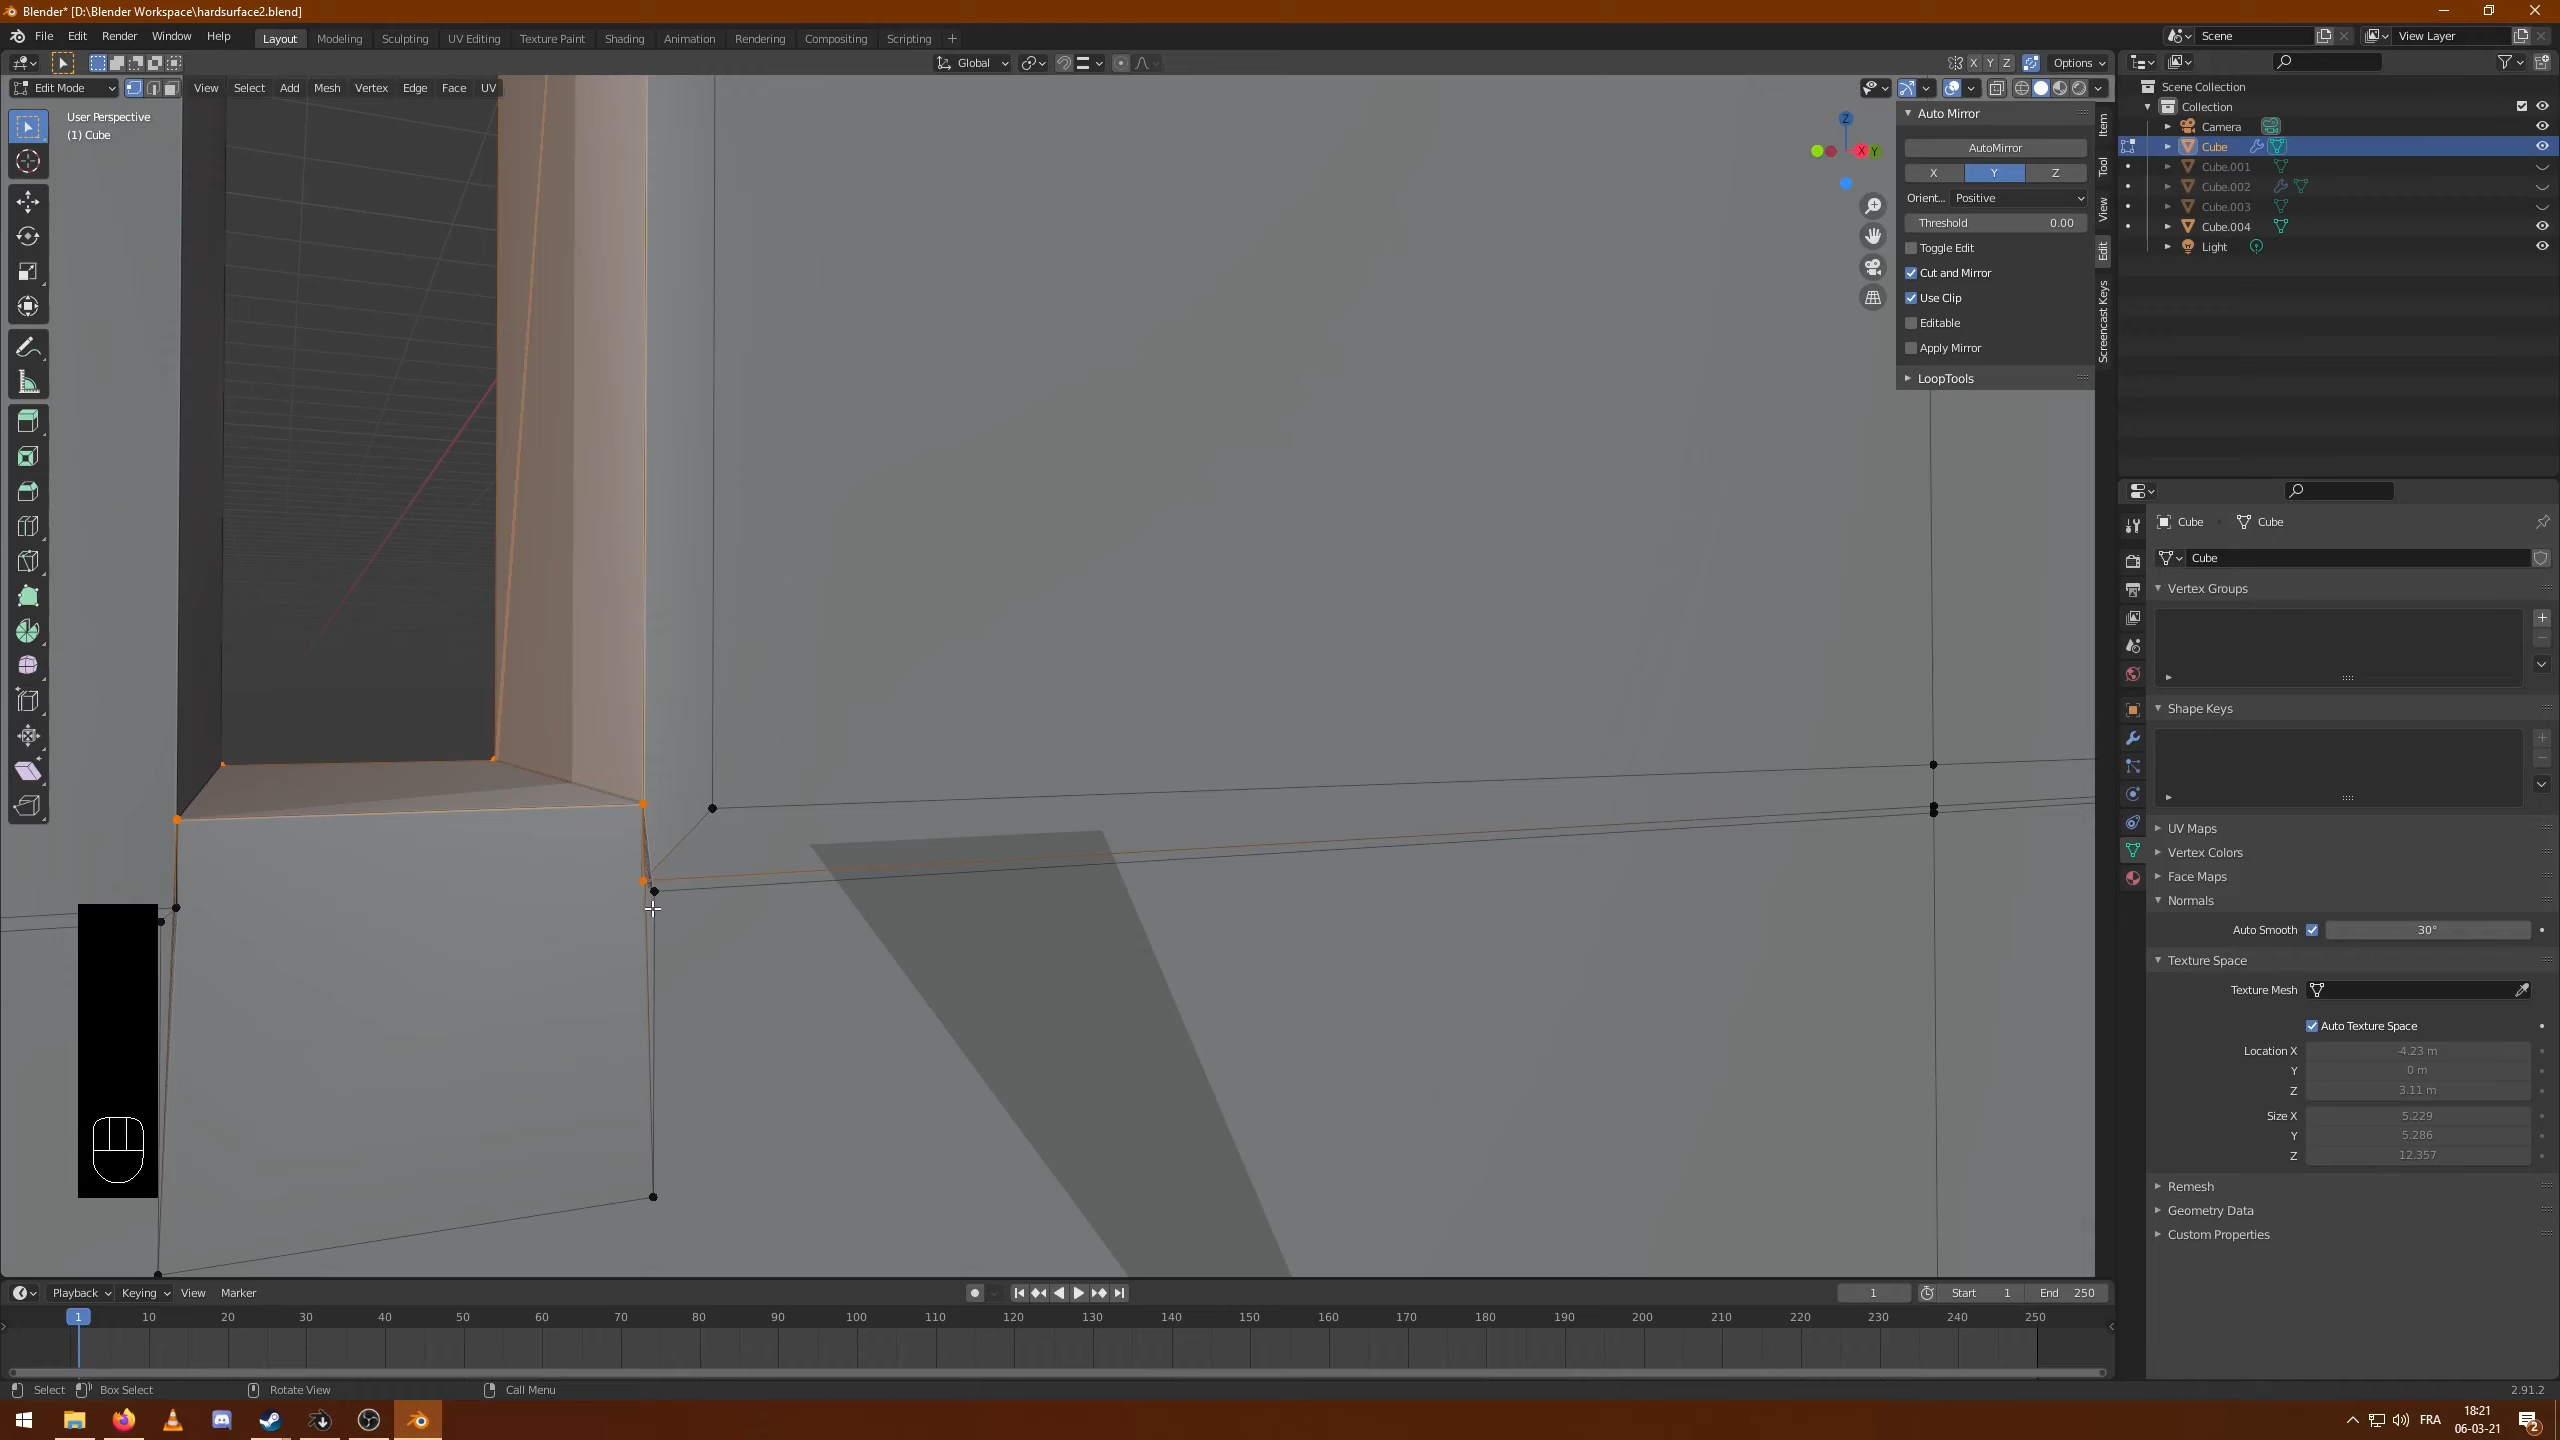 Blender* [D:\Blender Workspace\hardsurface2.blend]
File Edit Render Window Help Layout Modeling Sculpting UV Editing Texture Paint Shading Animation Rendering Compositing Scripting +
Scene View Layer
Global X Y Z Options
Edit Mode View Select Add Mesh Vertex Edge Face UV
User Perspective
(1) Cube
Z
X Y
Auto Mirror
AutoMirror
X Y Z
Orient... Positive
Threshold 0.00
Toggle Edit
Cut and Mirror
Use Clip
Editable
Apply Mirror
LoopTools
Item
Tool
View
Edit
Screencast Keys
Scene Collection
Collection
Camera
Cube
Cube.001
Cube.002
Cube.003
Cube.004
Light
Cube Cube
Cube
Vertex Groups
Shape Keys
UV Maps
Vertex Colors
Face Maps
Normals
Auto Smooth 30°
Texture Space
Texture Mesh
Auto Texture Space
Location X -4.23 m
Y 0 m
Z 3.11 m
Size X 5.229
Y 5.286
Z 12.357
Remesh
Geometry Data
Custom Properties
Playback Keying View Marker 1 Start 1 End 250
1 10 20 30 40 50 60 70 80 90 100 110 120 130 140 150 160 170 180 190 200 210 220 230 240 250
Select Box Select Rotate View Call Menu 2.91.2
FRA
18:21
06-03-21
2